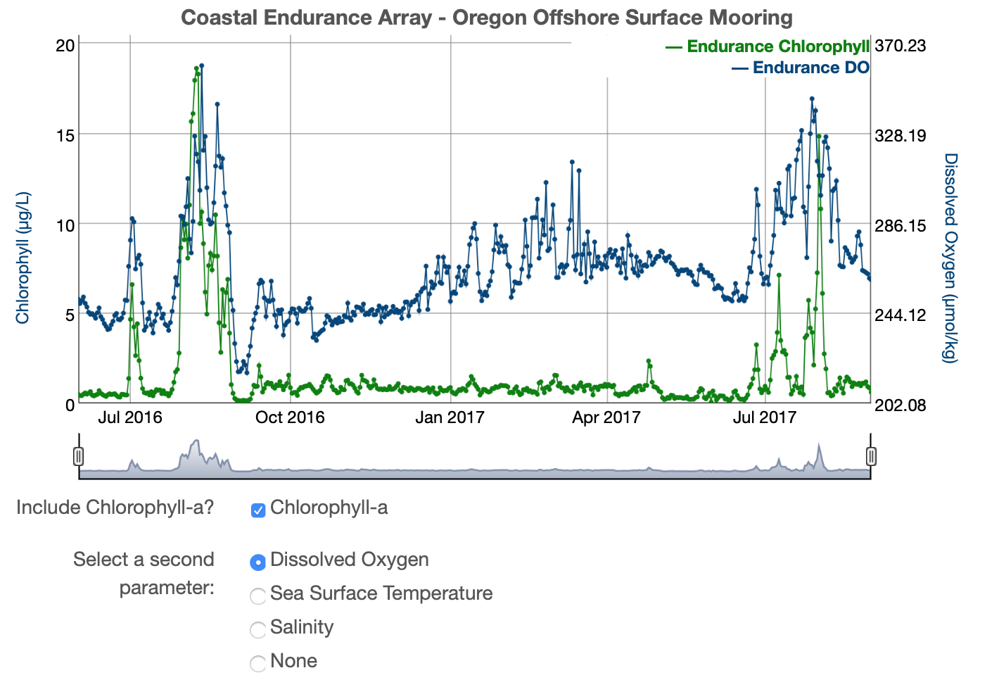 Coastal Endurance Array - Oregon Offshore Surface Mooring
Endurance Chlorophyll
Endurance DO
20
15
10
5
0
Chlorophyll (µg/L)
370.23
328.19
286.15
244.12
202.08
Dissolved Oxygen (µmol/kg)
Jul 2016
Oct 2016
Jan 2017
Apr 2017
Jul 2017
Include Chlorophyll-a?
Chlorophyll-a
Select a second
parameter:
Dissolved Oxygen
Sea Surface Temperature
Salinity
None